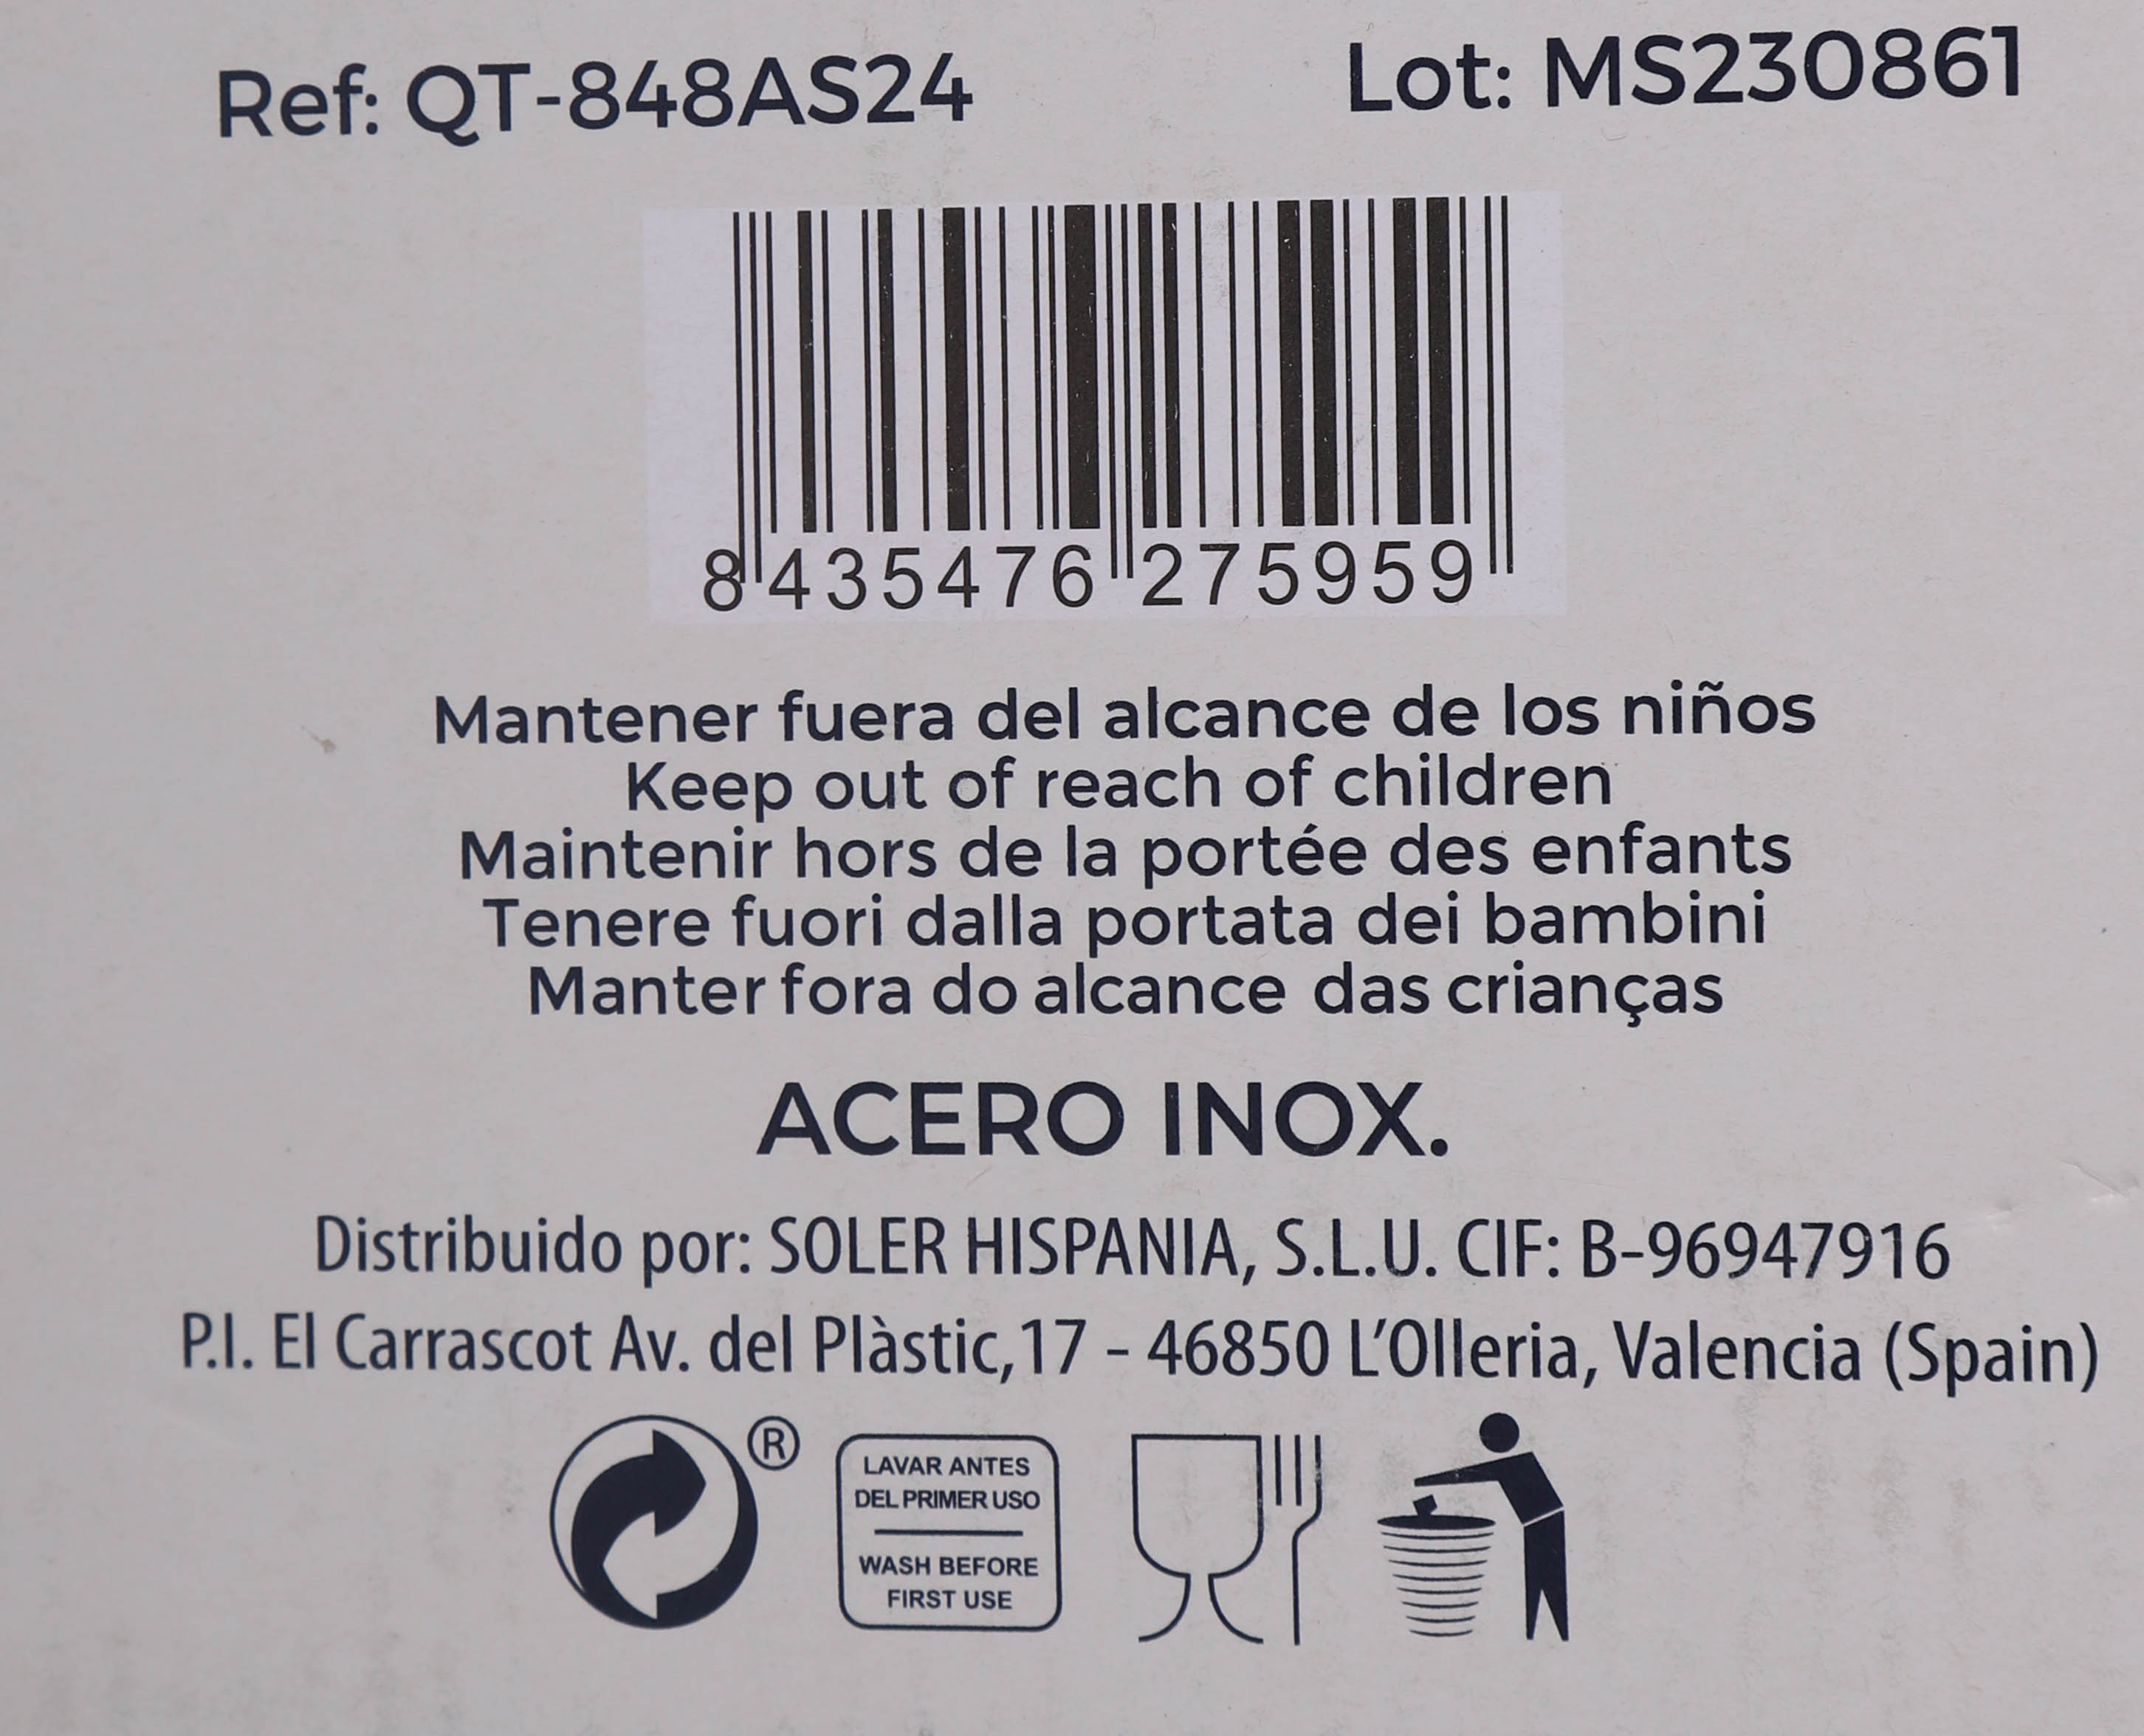 Ref: QT-848AS24 Lot: MS230861
8 435476 275959
Mantener fuera del alcance de los niños
Keep out of reach of children
Maintenir hors de la portée des enfants
Tenere fuori dalla portata dei bambini
Manter fora do alcance das crianças
ACERO INOX.
Distribuido por: SOLER HISPANIA, S.L.U. CIF: B-96947916
P.I. El Carrascot Av. del Plàstic,17 - 46850 L'Olleria, Valencia (Spain)
®
LAVAR ANTES
DEL PRIMER USO
WASH BEFORE
FIRST USE